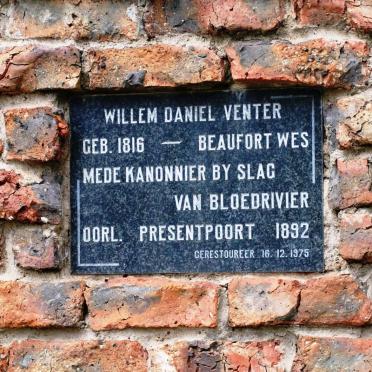 WILLEM DANIEL VENTER
GEB. 1816 — BEAUFORT WES
MEDE KANONNIER BY SLAG
VAN BLOEDRIVIER
OORL. PRESENTPOORT 1892
GERESTOUREER 16.12.1975